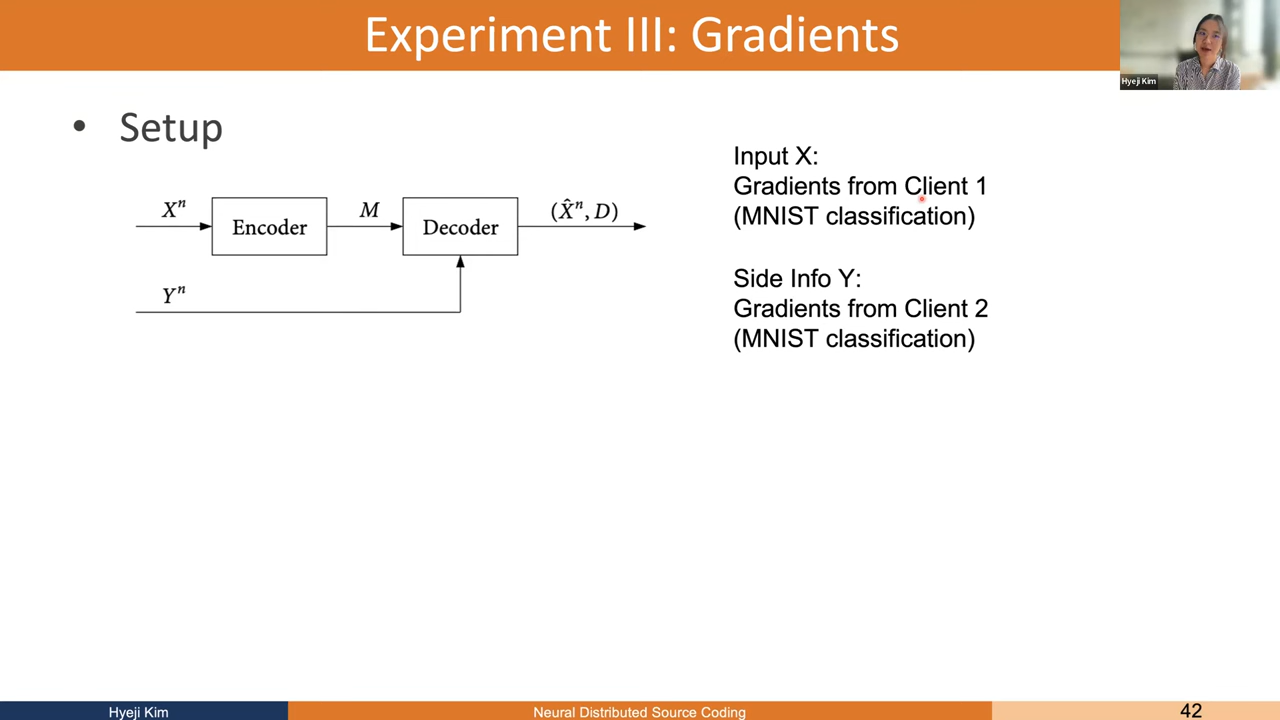 Experiment III: Gradients
Hyeji Kim
• Setup
Xⁿ
Encoder
M
Decoder
(X̂ⁿ, D)
Yⁿ
Input X:
Gradients from Client 1
(MNIST classification)
Side Info Y:
Gradients from Client 2
(MNIST classification)
Hyeji Kim
Neural Distributed Source Coding
42